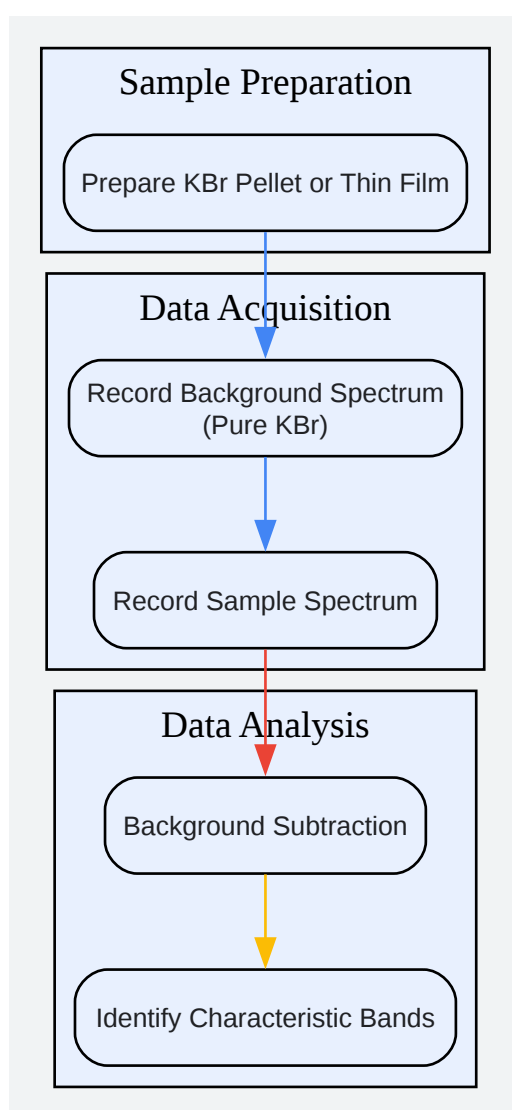 Sample Preparation
Prepare KBr Pellet or Thin Film
Data Acquisition
Record Background Spectrum
(Pure KBr)
Record Sample Spectrum
Data Analysis
Background Subtraction
Identify Characteristic Bands